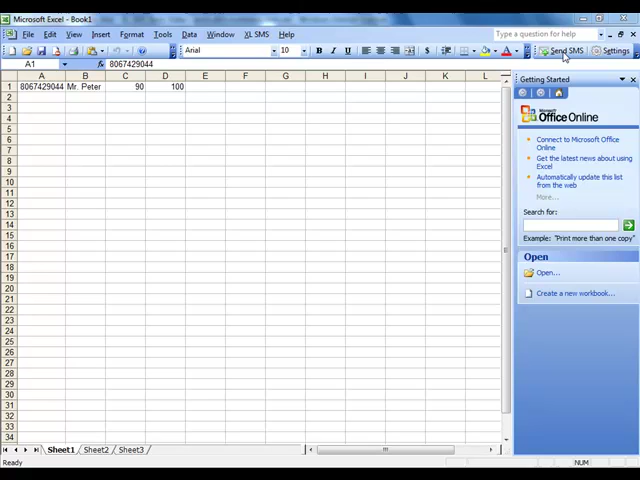 Microsoft Excel - Book1
File Edit View Insert Format Tools Data Window XL SMS Help
Type a question for help
Arial 10 B I U Send SMS Settings
A1 fx 8067429044
A B C D E F G H I J K L
1 8067429044 Mr. Peter 90 100
2
3
4
5
6
7
8
9
10
11
12
13
14
15
16
17
18
19
20
21
22
23
24
25
26
27
28
29
30
31
32
33
34
Getting Started
Microsoft
Office Online
Connect to Microsoft Office
Online
Get the latest news about using
Excel
Automatically update this list
from the web
More...
Search for:
Example: "Print more than one copy"
Open
Open...
Create a new workbook...
Sheet1 Sheet2 Sheet3
Ready NUM